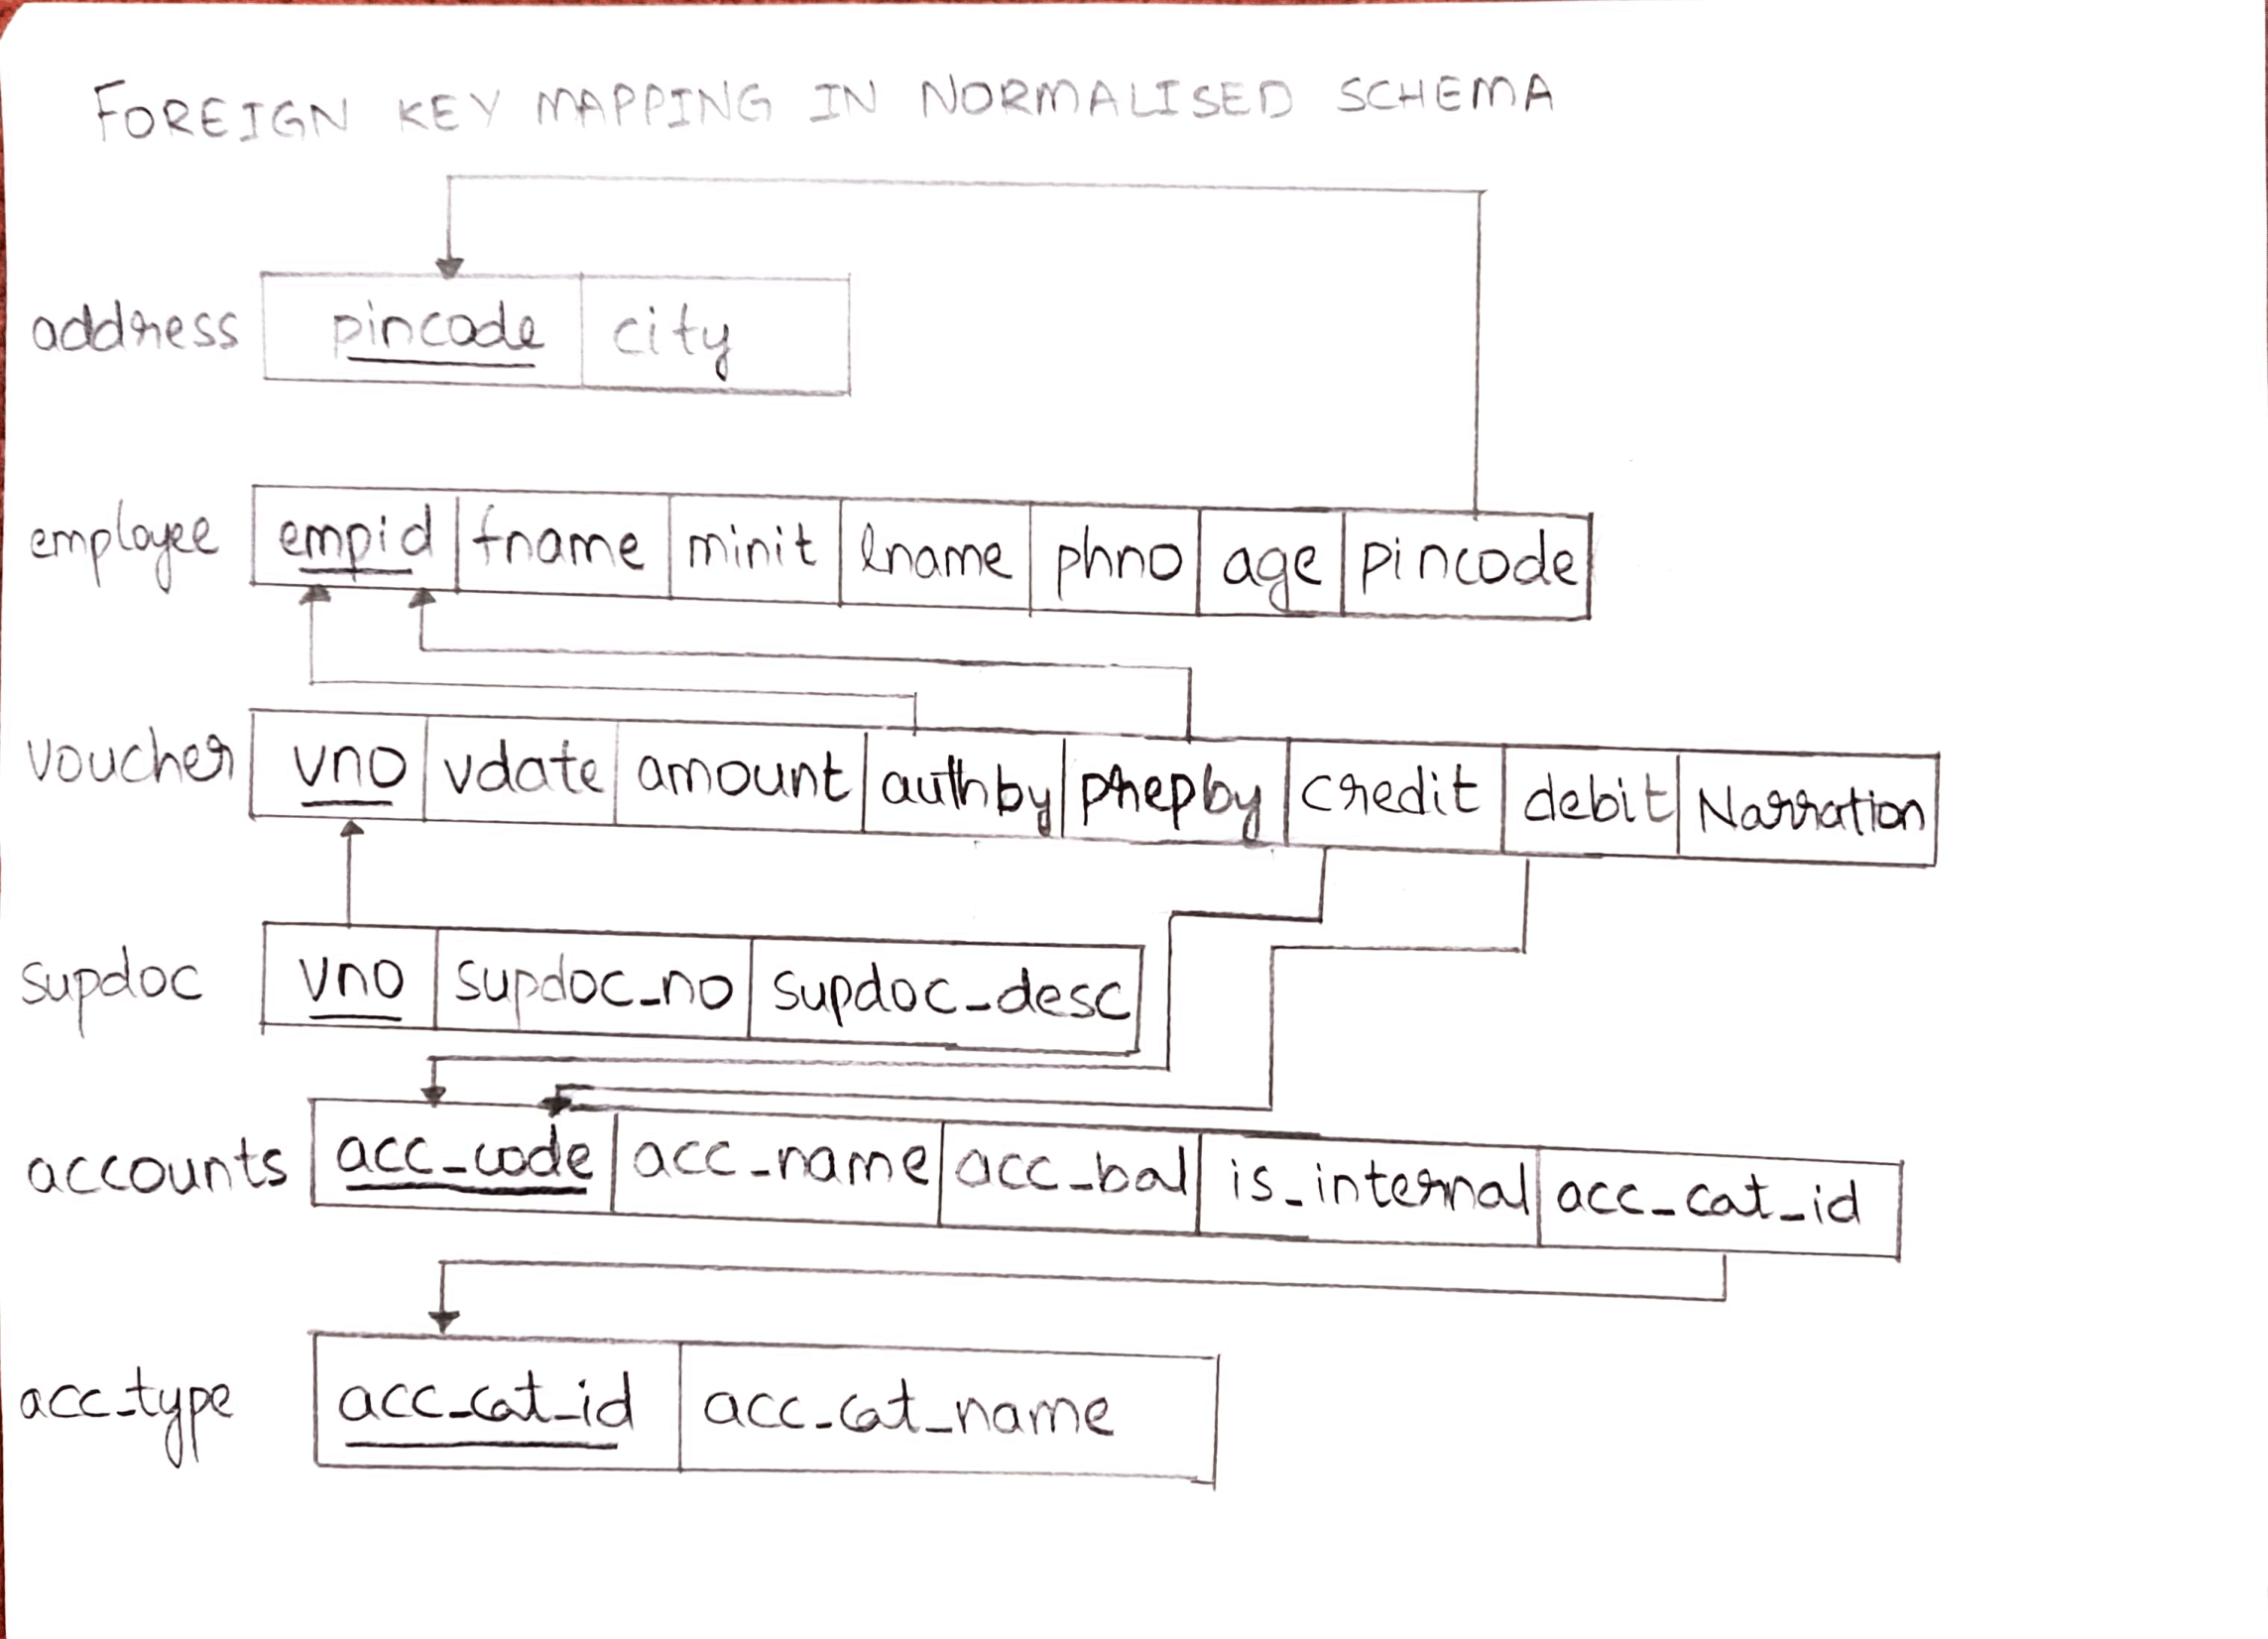 FOREIGN KEY MAPPING IN NORMALISED SCHEMA
address pincode city
employee empid fname minit lname phno age pincode
voucher vno vdate amount authby prepby credit debit Narration
supdoc vno supdoc_no supdoc_desc
accounts acc_code acc_name acc_bal is_internal acc_cat_id
acc_type acc_cat_id acc_cat_name